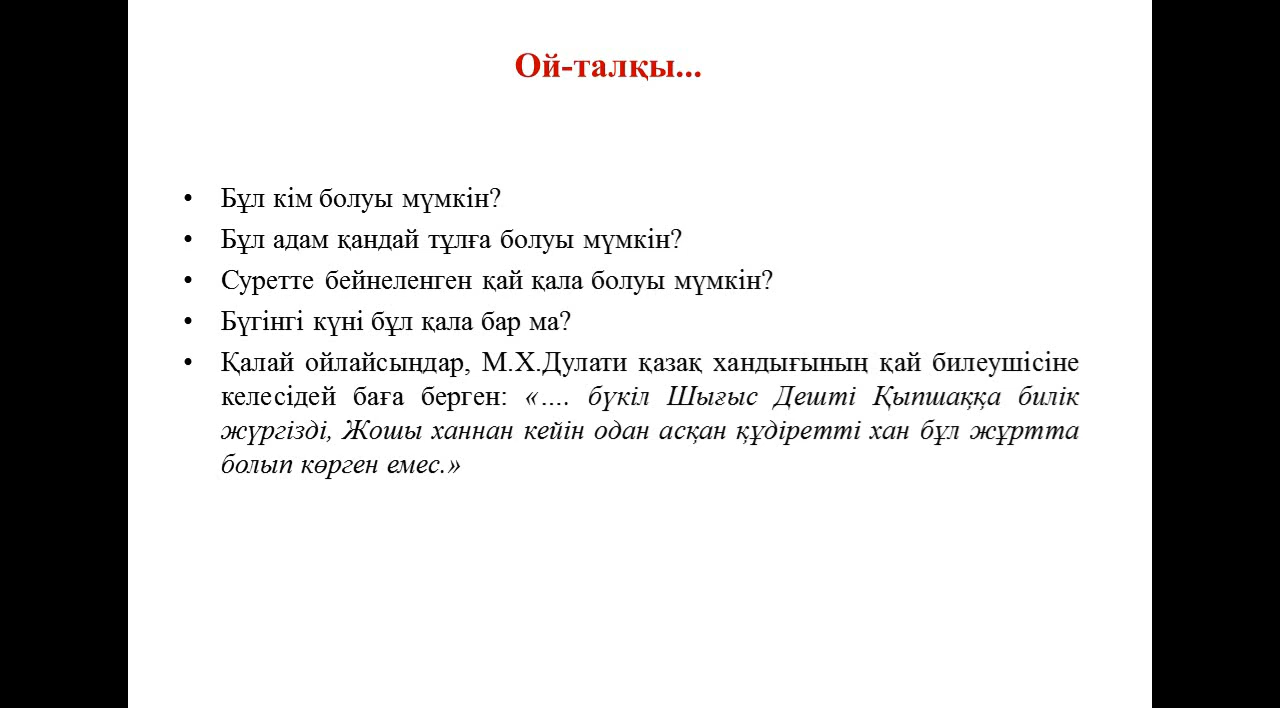 Ой-талқы...
• Бұл кім болуы мүмкін?
• Бұл адам қандай тұлға болуы мүмкін?
• Суретте бейнеленген қай қала болуы мүмкін?
• Бүгінгі күні бұл қала бар ма?
• Қалай ойлайсыңдар, М.Х.Дулати қазақ хандығының қай билеушісіне
келесідей баға берген: «…. бүкіл Шығыс Дешті Қыпшаққа билік
жүргізді, Жошы ханнан кейін одан асқан құдіретті хан бұл жұртта
болып көрген емес.»